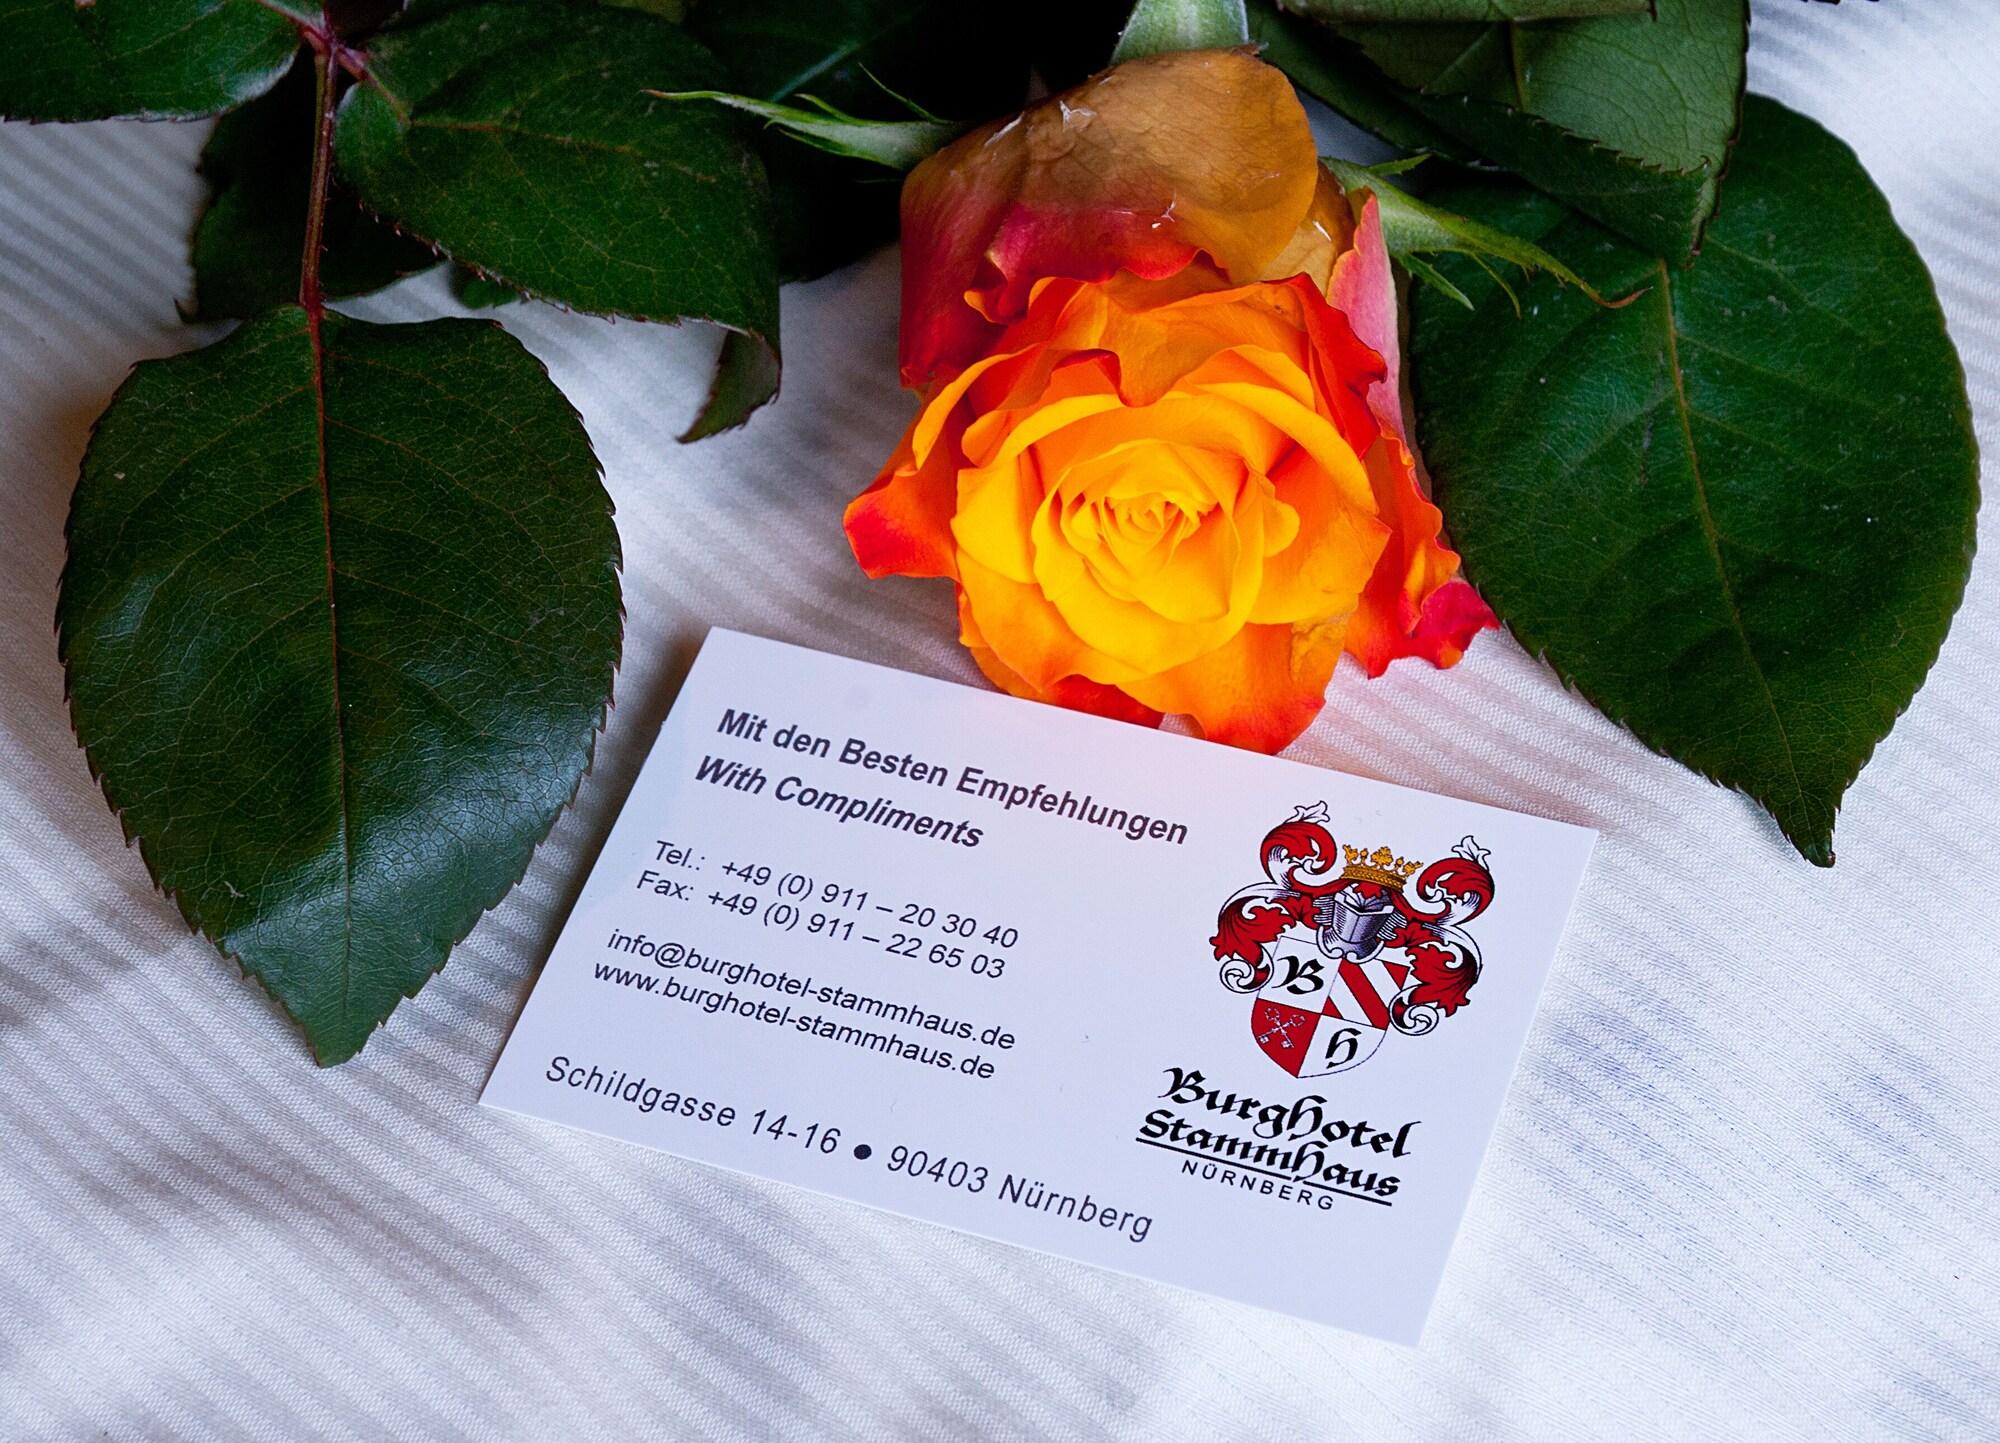 Mit den Besten Empfehlungen
With Compliments
Tel.: +49 (0) 911 – 20 30 40
Fax: +49 (0) 911 – 22 65 03
info@burghotel-stammhaus.de
www.burghotel-stammhaus.de
Schildgasse 14-16 ● 90403 Nürnberg
B
H
BurgHotel
StammHaus
NÜRNBERG